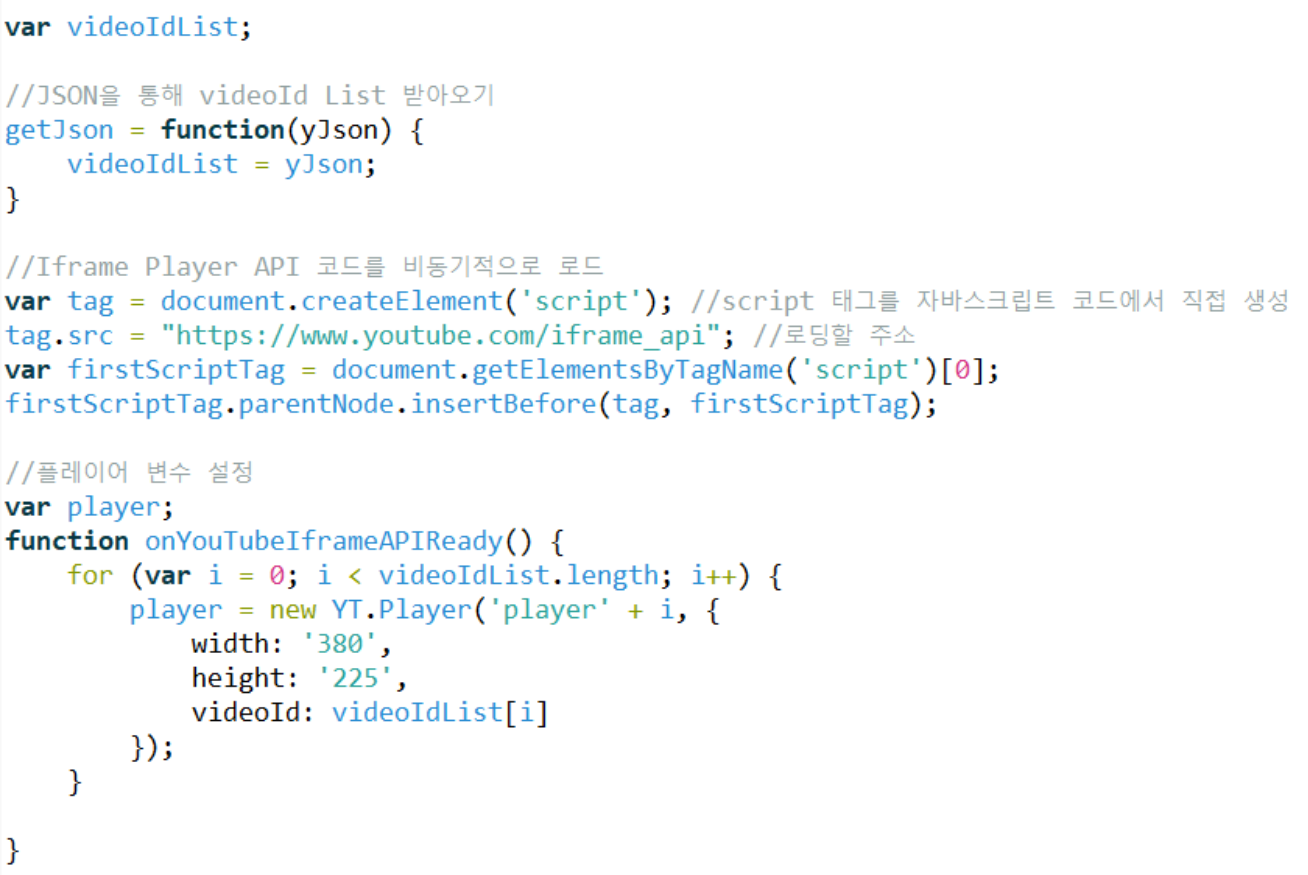 var videoIdList;
//JSON을 통해 videoId List 받아오기
getJson = function(yJson) {
    videoIdList = yJson;
}
//Iframe Player API 코드를 비동기적으로 로드
var tag = document.createElement('script'); //script 태그를 자바스크립트 코드에서 직접 생성
tag.src = "https://www.youtube.com/iframe_api"; //로딩할 주소
var firstScriptTag = document.getElementsByTagName('script')[0];
firstScriptTag.parentNode.insertBefore(tag, firstScriptTag);
//플레이어 변수 설정
var player;
function onYouTubeIframeAPIReady() {
    for (var i = 0; i < videoIdList.length; i++) {
        player = new YT.Player('player' + i, {
            width: '380',
            height: '225',
            videoId: videoIdList[i]
        });
    }
}